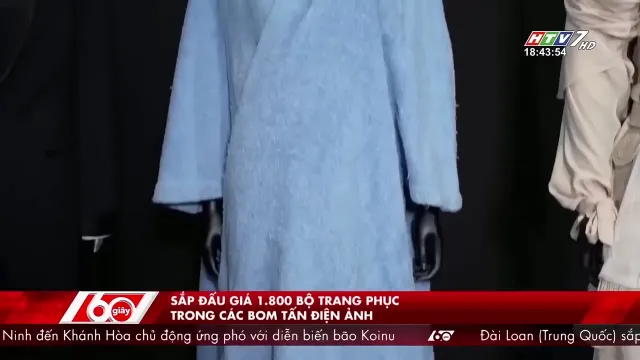 HTV7 HD
18:43:54
60 giây
SẮP ĐẤU GIÁ 1.800 BỘ TRANG PHỤC
TRONG CÁC BOM TẤN ĐIỆN ẢNH
Ninh đến Khánh Hòa chủ động ứng phó với diễn biến bão Koinu 60 Đài Loan (Trung Quốc) sắp